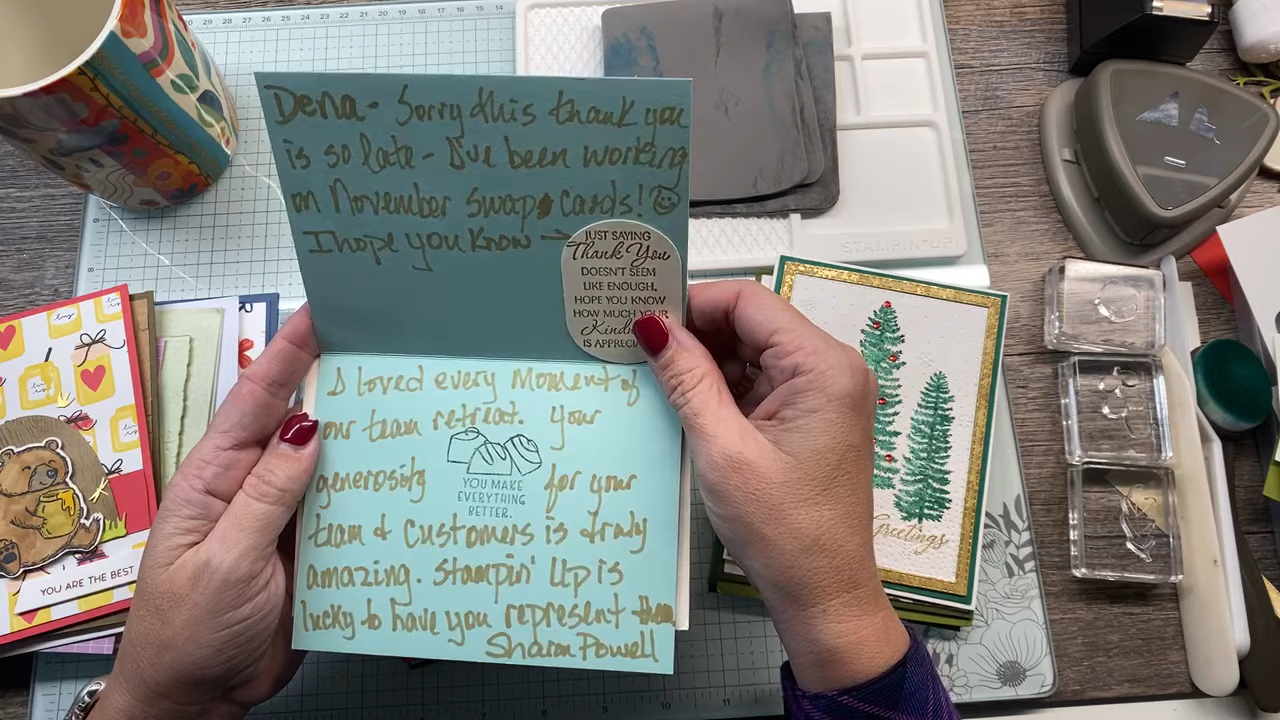 Dena - Sorry this thank you
is so late - I've been working
on November Swap cards!
I hope you know →
JUST SAYING
Thank You
DOESN'T SEEM
LIKE ENOUGH.
HOPE YOU KNOW
HOW MUCH YOUR
IS
I loved every Moment of
our team retreat. Your
generosity for your
YOU MAKE
EVERYTHING
BETTER.
team & Customers is truly
amazing. Stampin' Up is
lucky to have you represent them
Sharon Powell
YOU ARE THE BEST
Greetings
STAMPIN' UP!